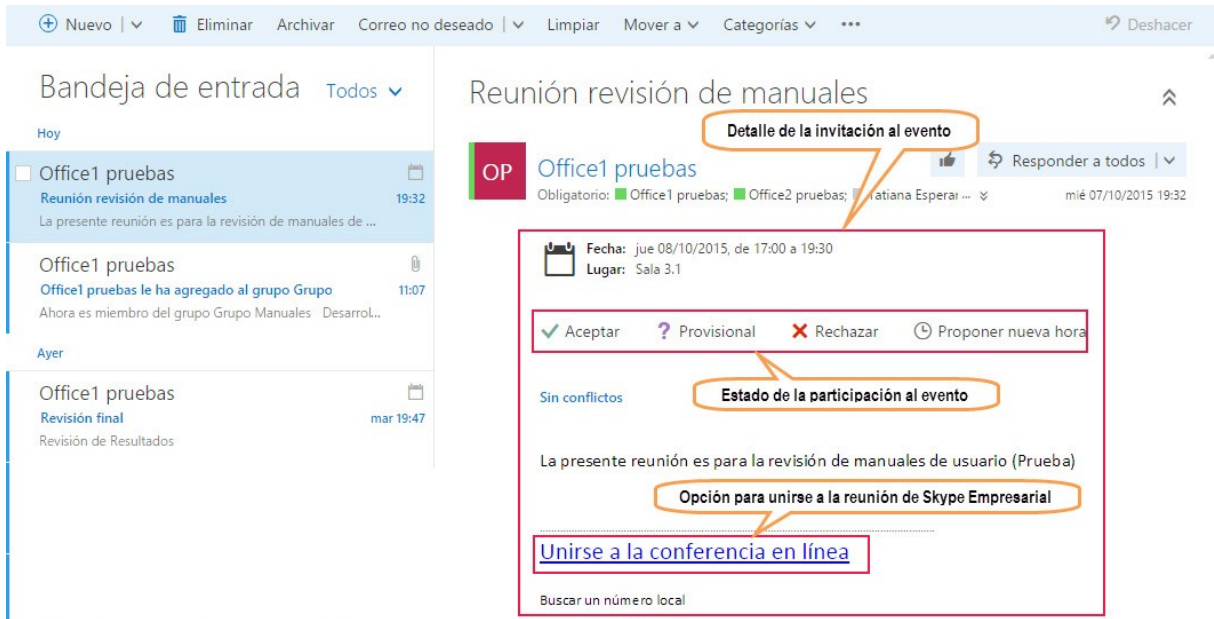 Nuevo | Eliminar Archivar Correo no deseado | Limpiar Mover a Categorías ••• Deshacer
Bandeja de entrada Todos
Hoy
Office1 pruebas
Reunión revisión de manuales 19:32
La presente reunión es para la revisión de manuales de ...
Office1 pruebas
Office1 pruebas le ha agregado al grupo Grupo 11:07
Ahora es miembro del grupo Grupo Manuales Desarrol...
Ayer
Office1 pruebas
Revisión final mar 19:47
Revisión de Resultados
Reunión revisión de manuales
Detalle de la invitación al evento
OP Office1 pruebas Responder a todos |
Obligatorio: Office1 pruebas; Office2 pruebas; Tatiana Esperar ... mié 07/10/2015 19:32
Fecha: jue 08/10/2015, de 17:00 a 19:30
Lugar: Sala 3.1
Aceptar ? Provisional Rechazar Proponer nueva hora
Estado de la participación al evento
Sin conflictos
La presente reunión es para la revisión de manuales de usuario (Prueba)
Opción para unirse a la reunión de Skype Empresarial
Unirse a la conferencia en línea
Buscar un número local